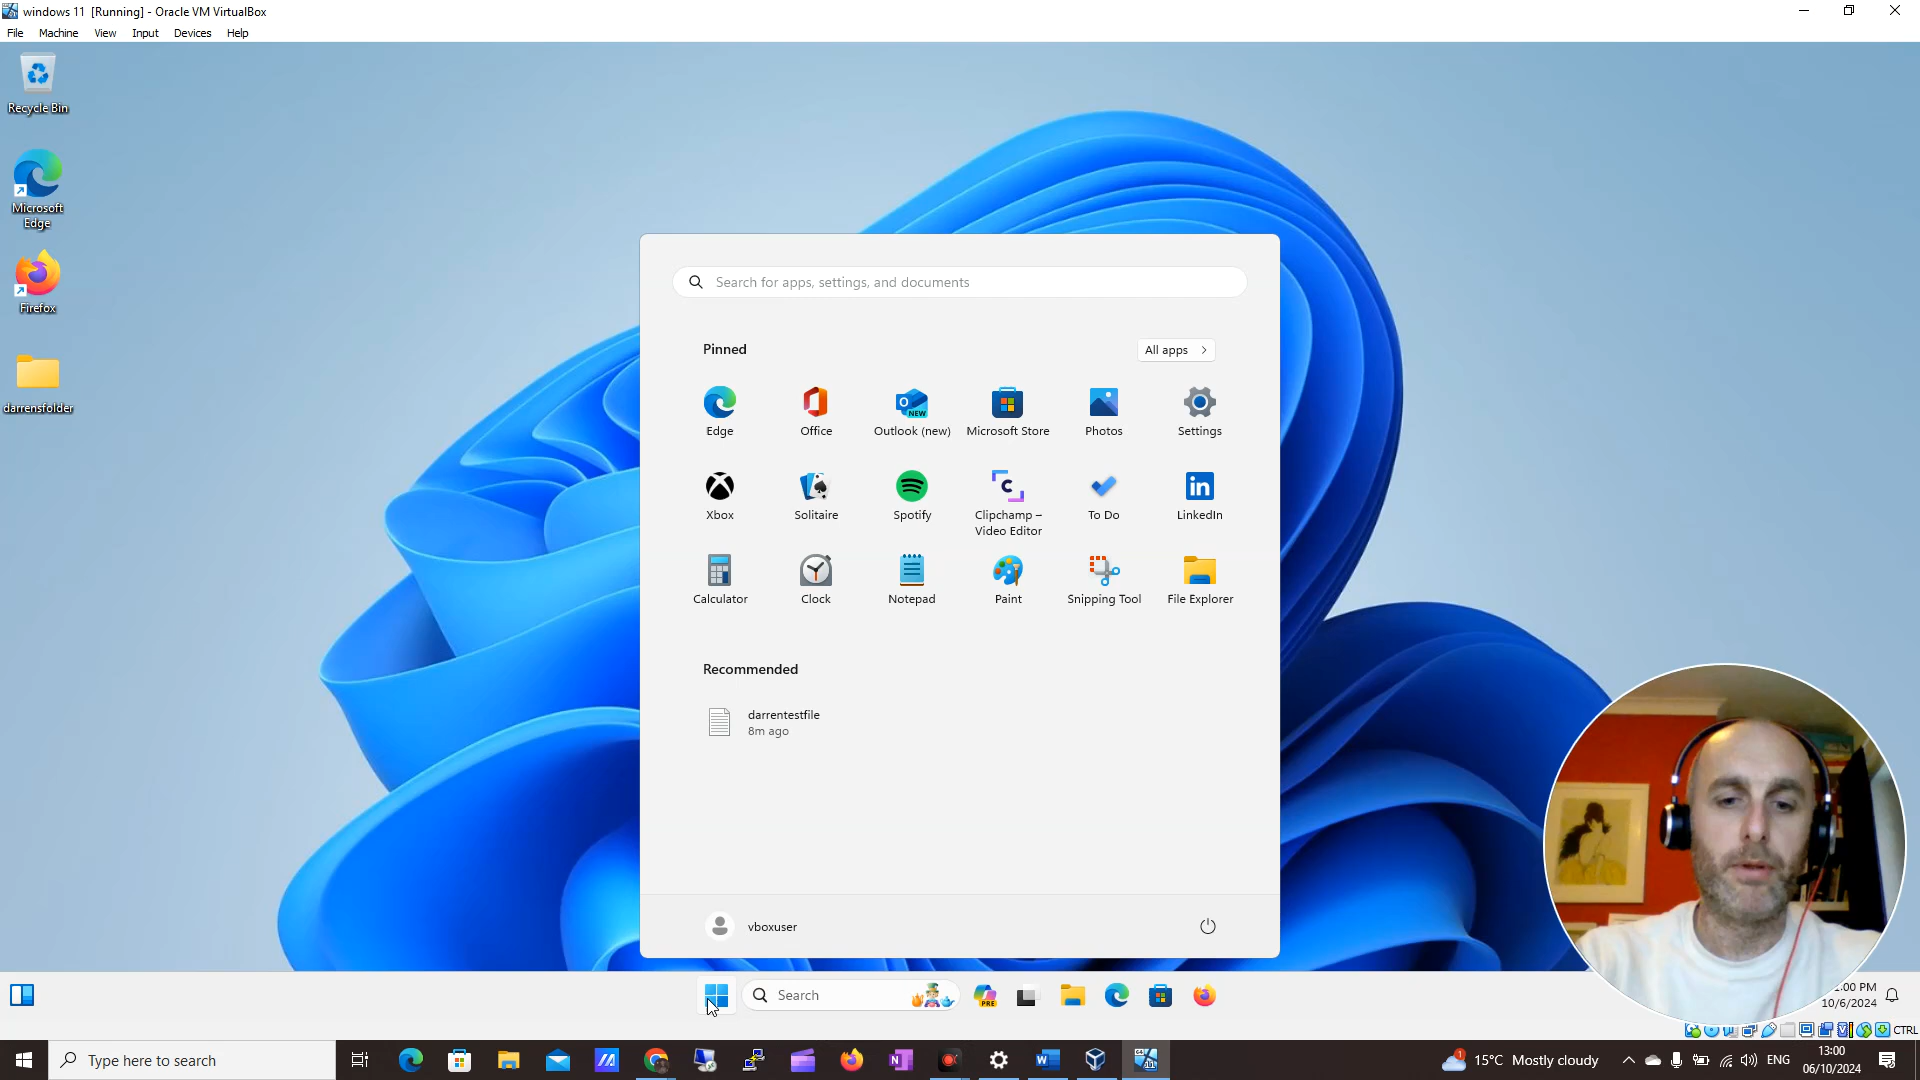 windows 11 [Running] - Oracle VM VirtualBox
File Machine View Input Devices Help
Recycle Bin
Microsoft
Edge
Firefox
darrensfolder
Search for apps, settings, and documents
Pinned
All apps
Edge
Office
Outlook (new)
Microsoft Store
Photos
Settings
Xbox
Solitaire
Spotify
Clipchamp –
Video Editor
To Do
LinkedIn
Calculator
Clock
Notepad
Paint
Snipping Tool
File Explorer
Recommended
darrentestfile
8m ago
vboxuser
Search
PRE
:00 PM
10/6/2024
CTRL
Type here to search
15°C Mostly cloudy
ENG
13:00
06/10/2024